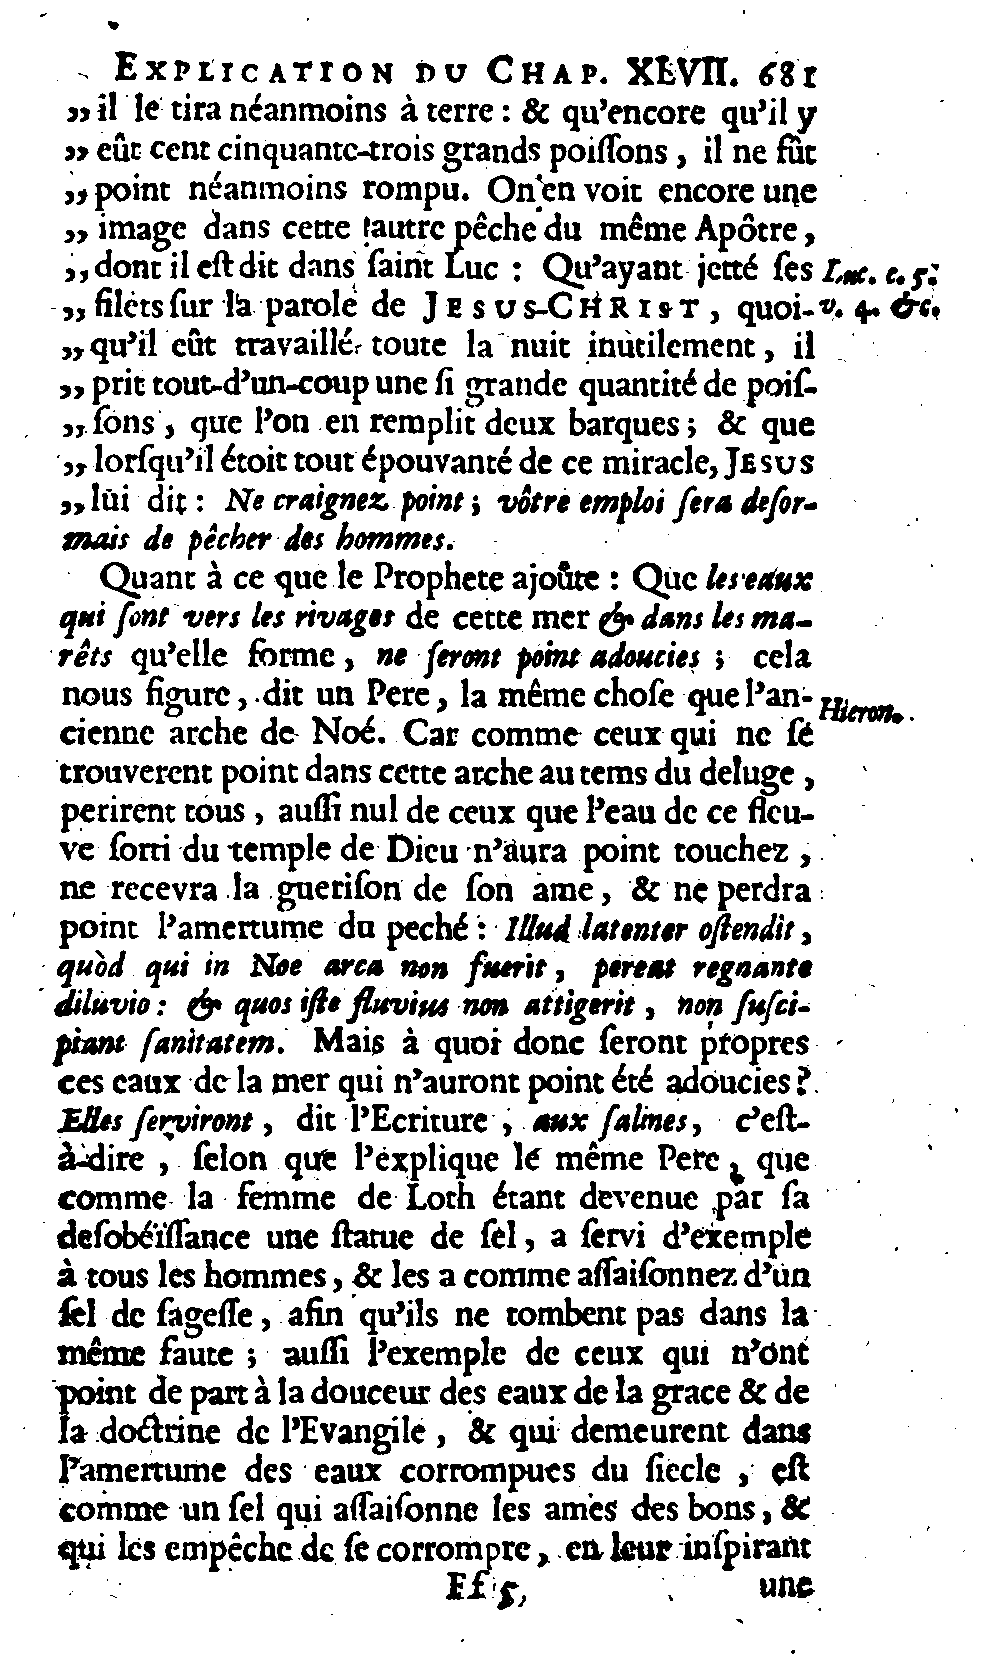 EXPLICATION DU CHAP. XLVII. 681
„ il le tira néanmoins à terre : & qu'encore qu'il y
„ eût cent cinquante-trois grands poiſſons, il ne fût
„ point néanmoins rompu. On en voit encore une
„ image dans cette autre pêche du même Apôtre,
„ dont il eſt dit dans ſaint Luc : Qu'ayant jetté ſes Luc. c. 5.
„ filets ſur la parole de JESUS-CHRIST, quoi- v. 4. &c.
„ qu'il eût travaillé toute la nuit inutilement, il
„ prit tout-d'un-coup une ſi grande quantité de poiſ-
„ ſons, que l'on en remplit deux barques ; & que
„ lorſqu'il étoit tout épouvanté de ce miracle, JESUS
„ lui dit : Ne craignez point ; vôtre emploi ſera deſor-
mais de pêcher des hommes.
Quant à ce que le Prophete ajoûte : Que les eaux
qui ſont vers les rivages de cette mer & dans les ma-
rêts qu'elle forme, ne ſeront point adoucies ; cela
nous figure, dit un Pere, la même choſe que l'an- Hieron.
cienne arche de Noé. Car comme ceux qui ne ſe
trouverent point dans cette arche au tems du deluge,
perirent tous, auſſi nul de ceux que l'eau de ce fleu-
ve ſorti du temple de Dieu n'aura point touchez,
ne recevra la gueriſon de ſon ame, & ne perdra
point l'amertume du peché : Illud latenter oſtendit,
quòd qui in Noe arca non fuerit, pereat regnante
diluvio : & quos iſte fluvius non attigerit, non ſuſci-
piant ſanitatem. Mais à quoi donc ſeront propres
ces eaux de la mer qui n'auront point été adoucies ?
Elles ſerviront, dit l'Ecriture, aux ſalines, c'eſt-
à-dire, ſelon que l'explique le même Pere, que
comme la femme de Loth étant devenue par ſa
deſobéïſſance une ſtatue de ſel, a ſervi d'exemple
à tous les hommes, & les a comme aſſaiſonnez d'un
ſel de ſageſſe, afin qu'ils ne tombent pas dans la
même faute ; auſſi l'exemple de ceux qui n'ont
point de part à la douceur des eaux de la grace & de
la doctrine de l'Evangile, & qui demeurent dans
l'amertume des eaux corrompues du ſiecle, eſt
comme un ſel qui aſſaiſonne les ames des bons, &
qui les empêche de ſe corrompre, en leur inſpirant
Ff 5 une